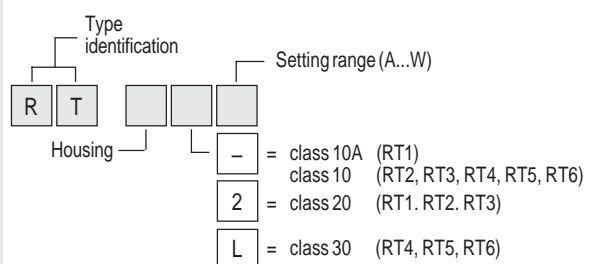 Type
identification
Setting range (A...W)
R T
Housing
– = class 10A (RT1)
class 10 (RT2, RT3, RT4, RT5, RT6)
2 = class 20 (RT1. RT2. RT3)
L = class 30 (RT4, RT5, RT6)